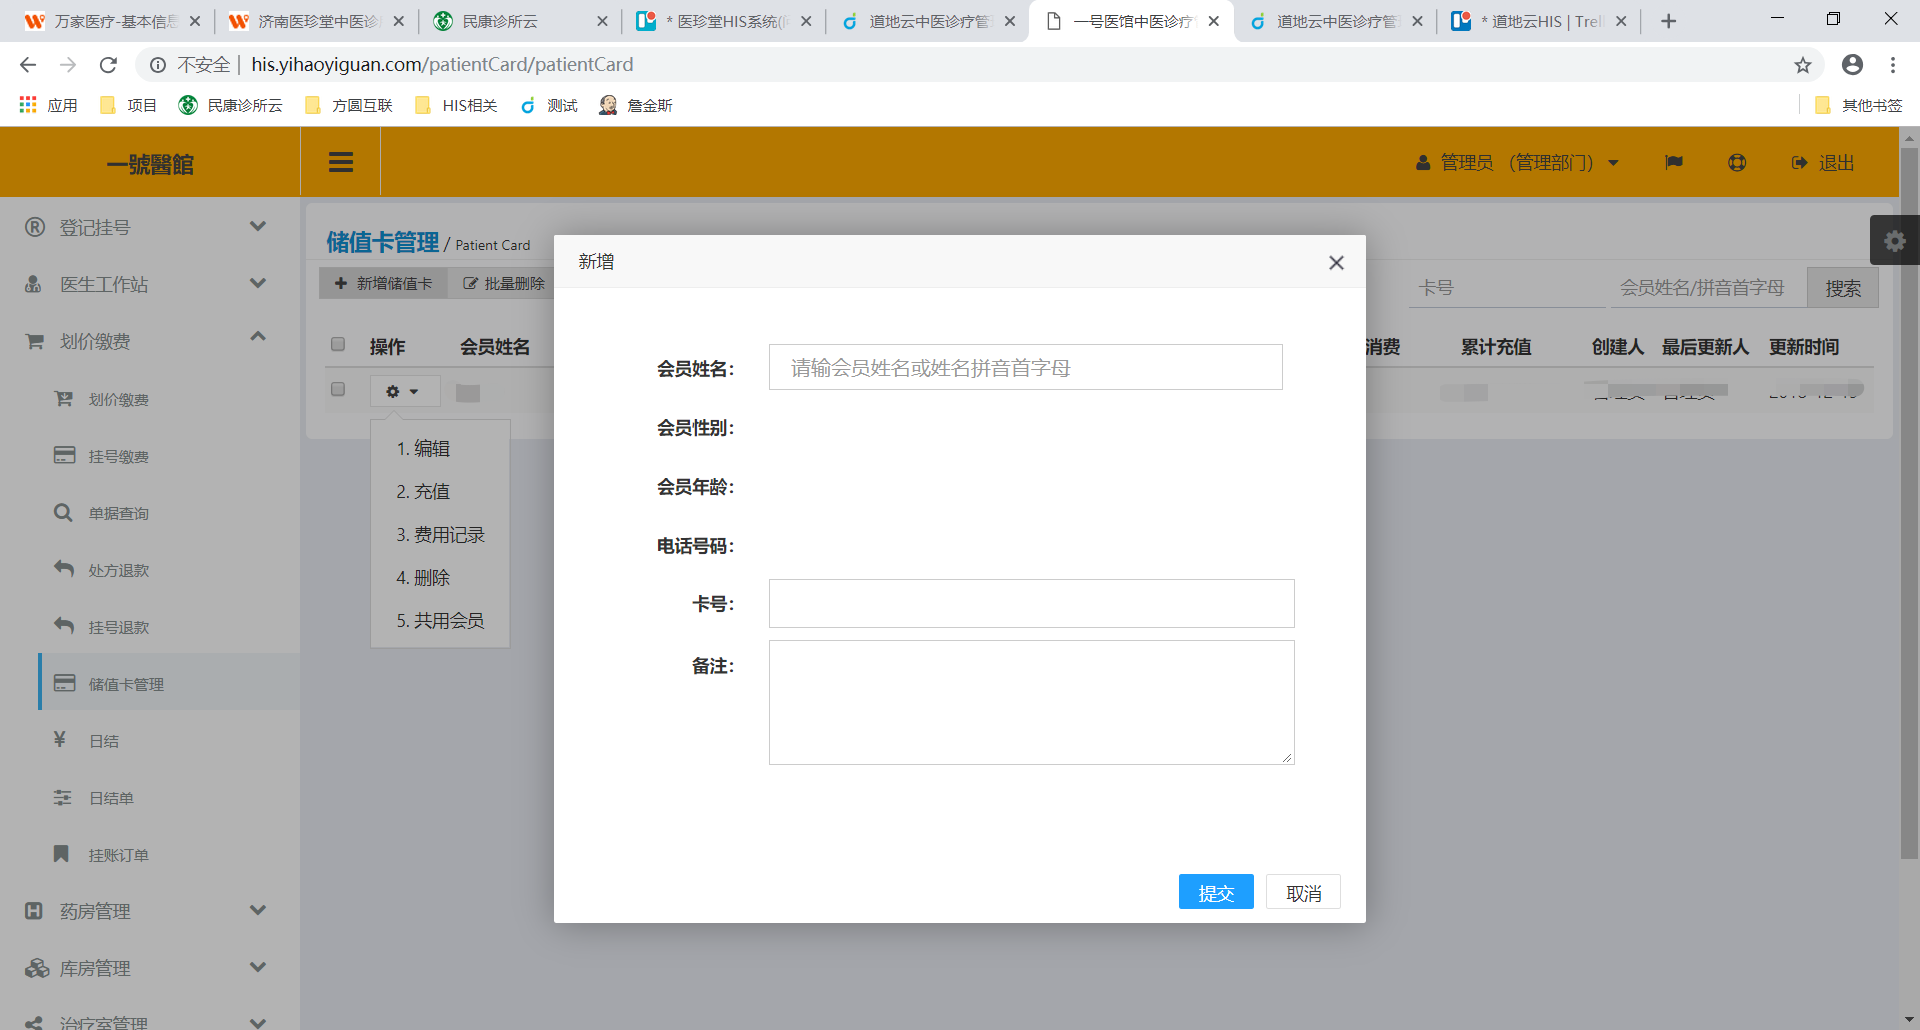 万家医疗-基本信息
济南医珍堂中医诊
民康诊所云
* 医珍堂HIS系统(问
道地云中医诊疗管
一号医馆中医诊疗
道地云中医诊疗管
* 道地云HIS | Trell
不安全 | his.yihaoyiguan.com/patientCard/patientCard
应用
项目
民康诊所云
方圆互联
HIS相关
测试
詹金斯
其他书签
一號醫館
管理员 （管理部门）
退出
登记挂号
医生工作站
划价缴费
划价缴费
挂号缴费
单据查询
处方退款
挂号退款
储值卡管理
日结
日结单
挂账订单
药房管理
库房管理
治疗室管理
储值卡管理 / Patient Card
新增储值卡
批量删除
卡号
会员姓名/拼音首字母
搜索
操作
会员姓名
消费
累计充值
创建人
最后更新人
更新时间
1. 编辑
2. 充值
3. 费用记录
4. 删除
5. 共用会员
新增
会员姓名：
请输会员姓名或姓名拼音首字母
会员性别：
会员年龄：
电话号码：
卡号：
备注：
提交
取消